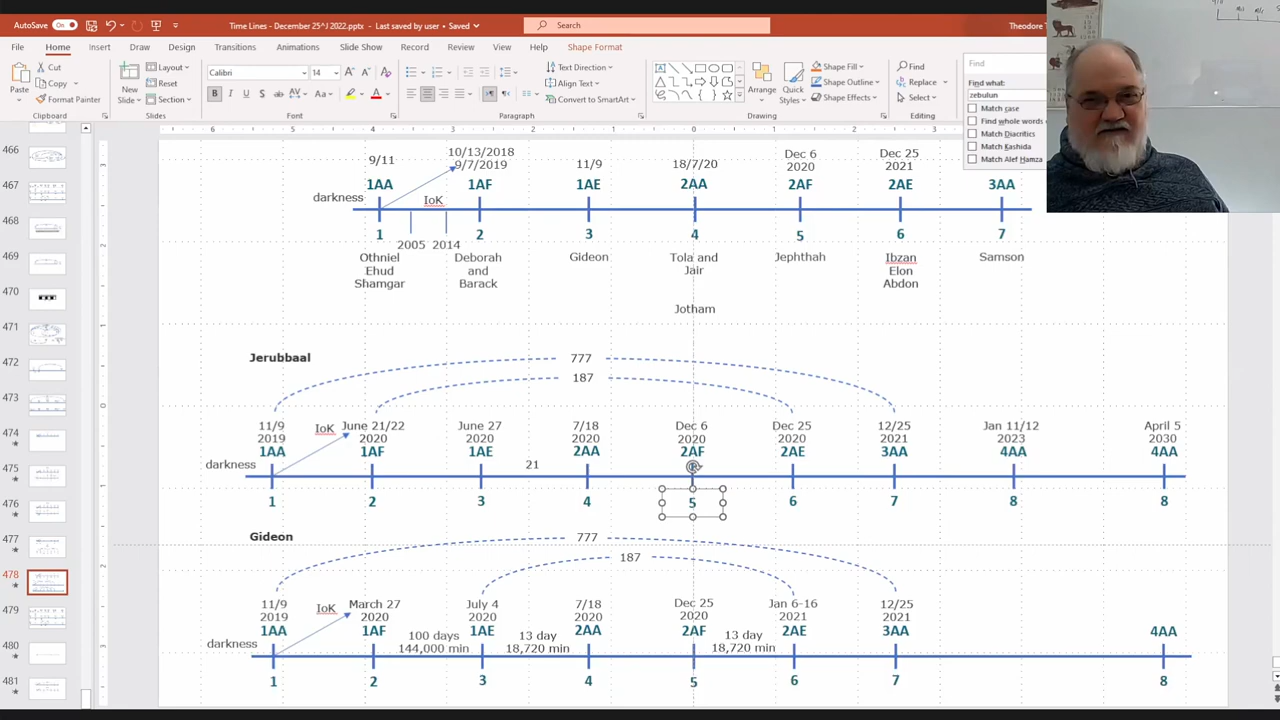 AutoSave On Time Lines - December 25^J 2022.pptx • Last saved by user • Saved Search Theodore T
File Home Insert Draw Design Transitions Animations Slide Show Record Review View Help Shape Format
Paste Cut Copy Format Painter
Clipboard
New Slide Layout Reset Section
Slides
Calibri 14
Font
Paragraph
Text Direction Align Text Convert to SmartArt
Arrange Quick Styles Shape Fill Shape Outline Shape Effects
Drawing
Find Replace Select
Editing
Find
Find what:
zebulun
Match case
Find whole words
Match Diacritics
Match Kashida
Match Alef Hamza
466
467
468
469
470
471
472
473
474
475
476
477
478
479
480
481
9/11 10/13/2018 9/7/2019 11/9 18/7/20 Dec 6 2020 Dec 25 2021
1AA 1AF 1AE 2AA 2AF 2AE 3AA
darkness IoK
1 2 3 4 5 6 7
2005 2014
Othniel Ehud Shamgar Deborah and Barack Gideon Tola and Jair Jephthah Ibzan Elon Abdon Samson
Jotham
Jerubbaal
777
187
11/9 2019 IoK June 21/22 2020 June 27 2020 7/18 2020 Dec 6 2020 Dec 25 2020 12/25 2021 Jan 11/12 2023 April 5 2030
1AA 1AF 1AE 2AA 2AF 2AE 3AA 4AA 4AA
darkness 21
1 2 3 4 5 6 7 8 8
Gideon
777
187
11/9 2019 IoK March 27 2020 July 4 2020 7/18 2020 Dec 25 2020 Jan 6-16 2021 12/25 2021
1AA 1AF 1AE 2AA 2AF 2AE 3AA 4AA
darkness 100 days 144,000 min 13 day 18,720 min 13 day 18,720 min
1 2 3 4 5 6 7 8